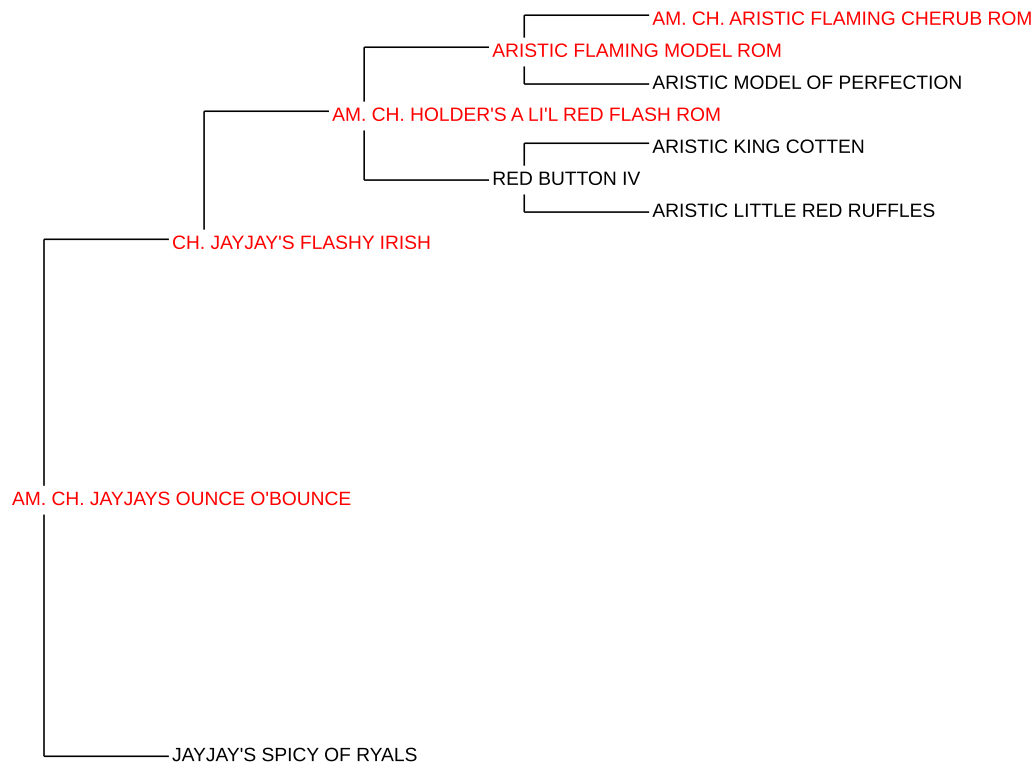 AM. CH. ARISTIC FLAMING CHERUB ROM
ARISTIC FLAMING MODEL ROM
ARISTIC MODEL OF PERFECTION
AM. CH. HOLDER'S A LI'L RED FLASH ROM
ARISTIC KING COTTEN
RED BUTTON IV
ARISTIC LITTLE RED RUFFLES
CH. JAYJAY'S FLASHY IRISH
AM. CH. JAYJAYS OUNCE O'BOUNCE
JAYJAY'S SPICY OF RYALS